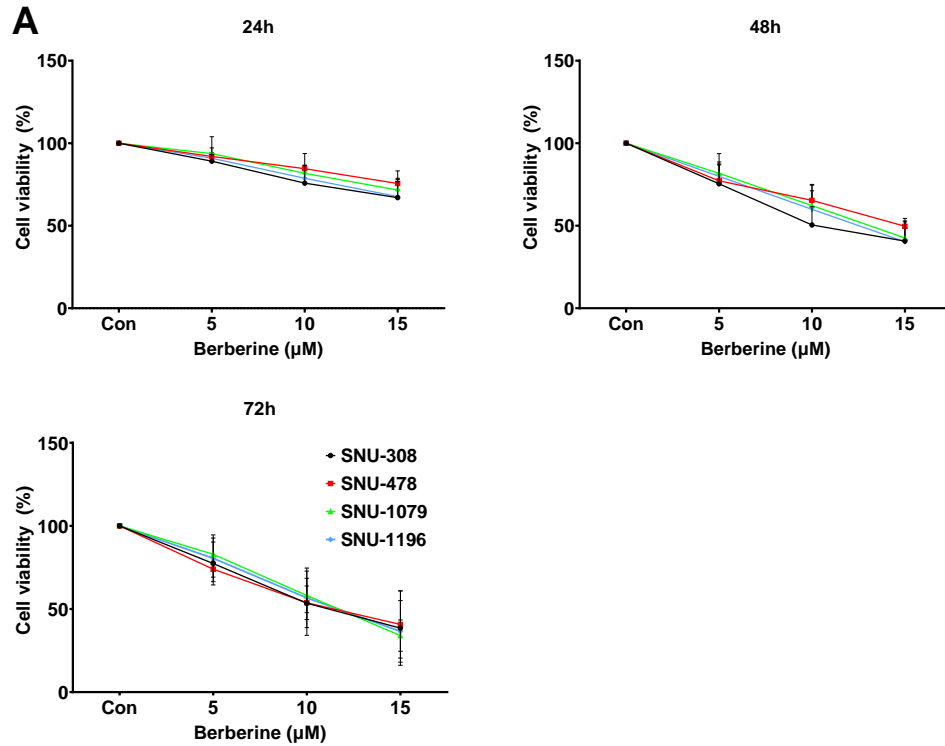 A
24h
Cell viability (%)
150
100
50
0
Con 5 10 15
Berberine (µM)
48h
Cell viability (%)
150
100
50
0
Con 5 10 15
Berberine (µM)
72h
Cell viability (%)
150
100
50
0
Con 5 10 15
Berberine (µM)
SNU-308
SNU-478
SNU-1079
SNU-1196